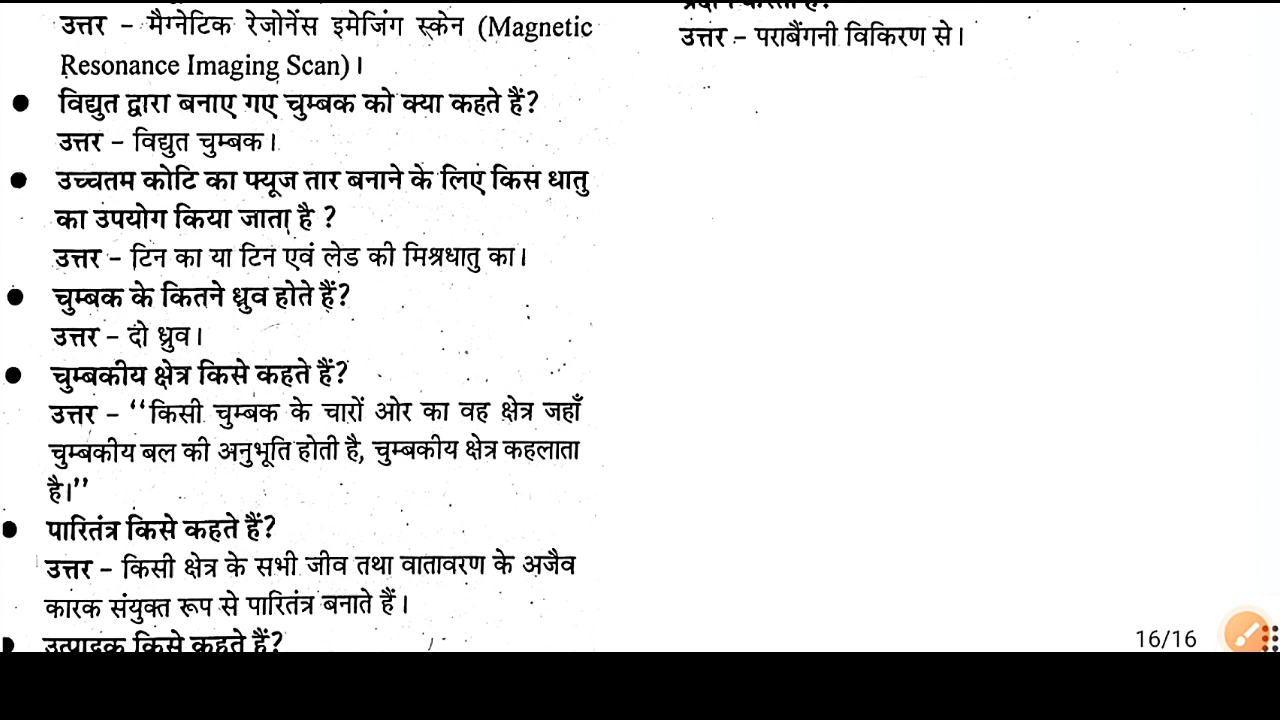 उत्तर – मैग्नेटिक रेजोनेंस इमेजिंग स्केन (Magnetic
Resonance Imaging Scan)।
● विद्युत द्वारा बनाए गए चुम्बक को क्या कहते हैं?
उत्तर – विद्युत चुम्बक।
● उच्चतम कोटि का फ्यूज तार बनाने के लिए किस धातु
का उपयोग किया जाता है ?
उत्तर – टिन का या टिन एवं लेड की मिश्रधातु का।
● चुम्बक के कितने ध्रुव होते हैं?
उत्तर – दो ध्रुव।
● चुम्बकीय क्षेत्र किसे कहते हैं?
उत्तर – ‘‘किसी चुम्बक के चारों ओर का वह क्षेत्र जहाँ
चुम्बकीय बल की अनुभूति होती है, चुम्बकीय क्षेत्र कहलाता
है।’’
● पारितंत्र किसे कहते हैं?
उत्तर – किसी क्षेत्र के सभी जीव तथा वातावरण के अजैव
कारक संयुक्त रूप से पारितंत्र बनाते हैं।
● उत्पादक किसे कहते हैं?
उत्तर – पराबैंगनी विकिरण से।
16/16